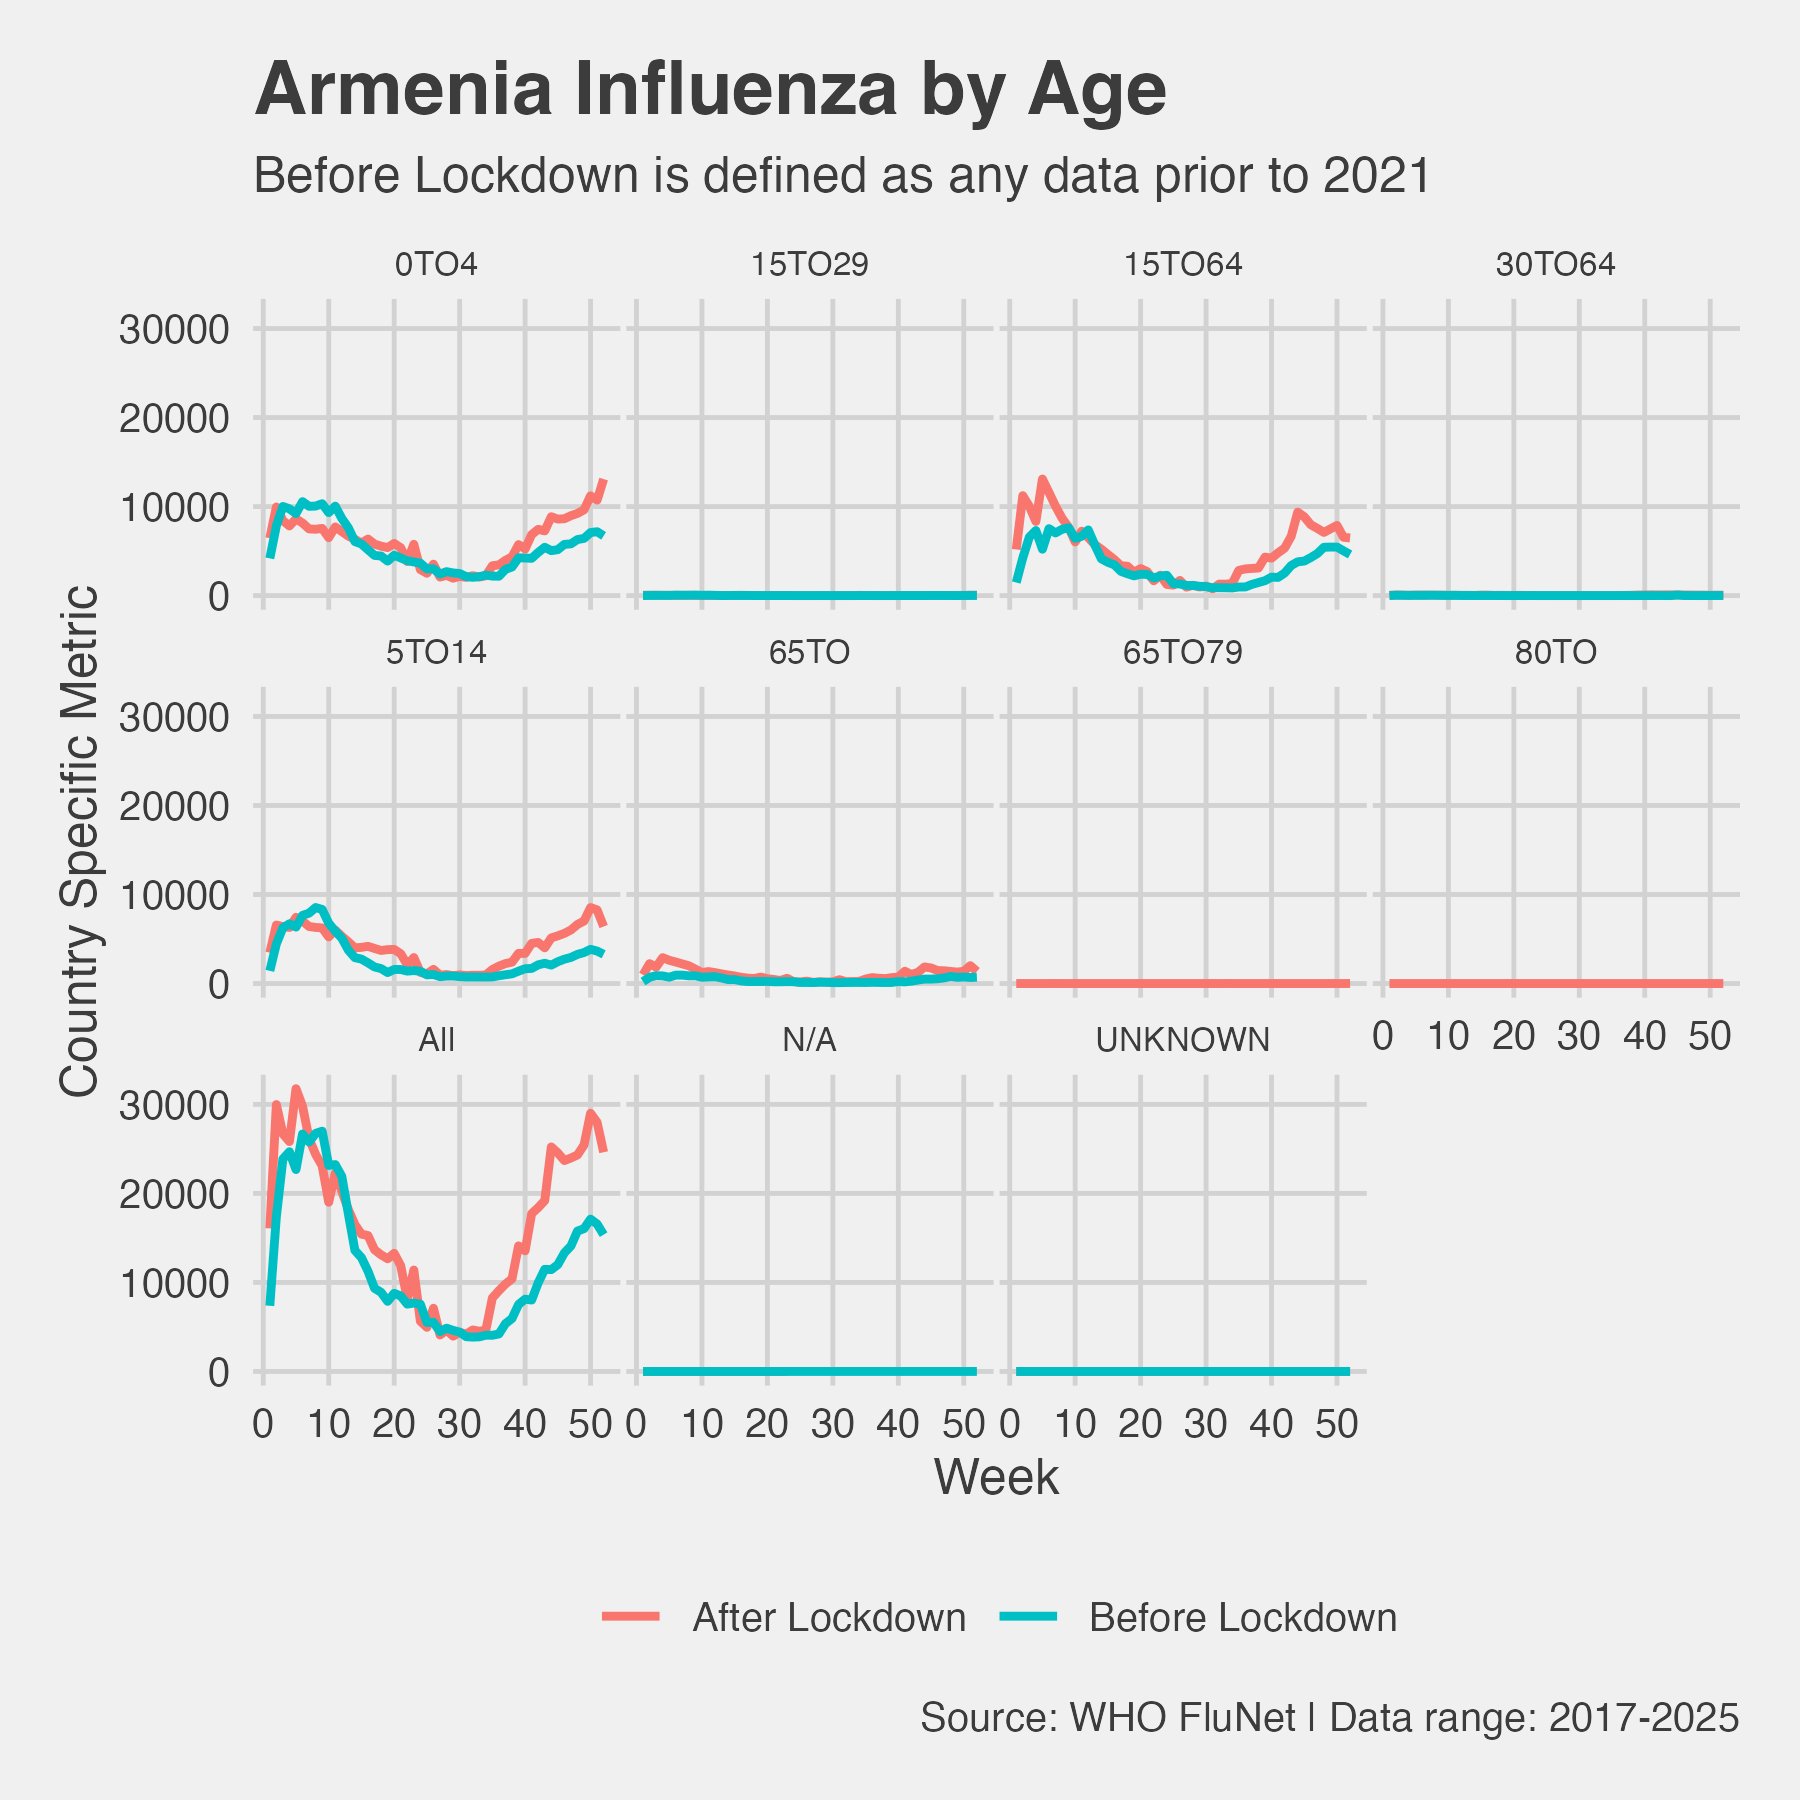 Armenia Influenza by Age
Before Lockdown is defined as any data prior to 2021
0TO4 15TO29 15TO64 30TO64
30000
20000
10000
0
5TO14 65TO 65TO79 80TO
30000
20000
10000
0
0 10 20 30 40 50
All N/A UNKNOWN
30000
20000
10000
0
0 10 20 30 40 50 0 10 20 30 40 50 0 10 20 30 40 50
Country Specific Metric
Week
After Lockdown Before Lockdown
Source: WHO FluNet | Data range: 2017-2025